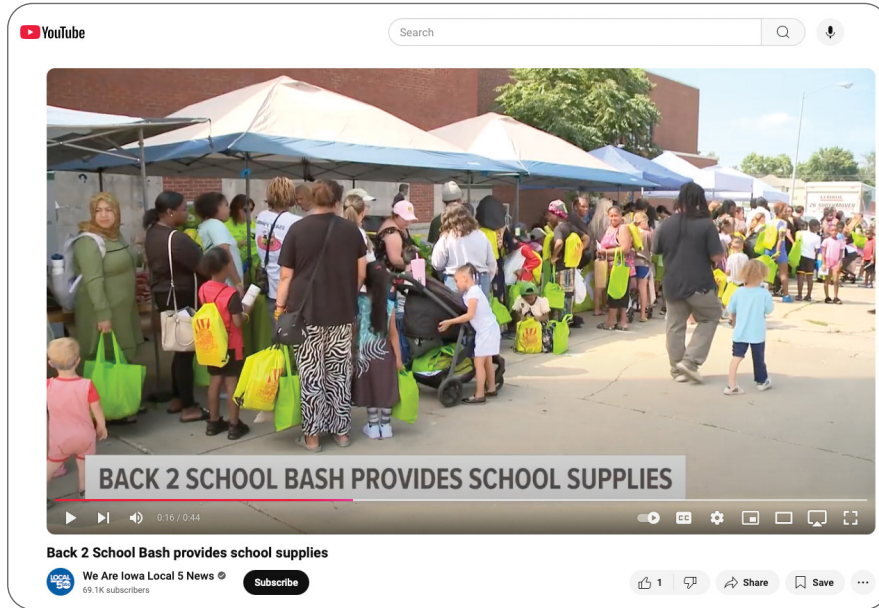 YouTube
Search
BACK 2 SCHOOL BASH PROVIDES SCHOOL SUPPLIES
0:16 / 0:44
CC
Back 2 School Bash provides school supplies
LOCAL
5
We Are Iowa Local 5 News
69.1K subscribers
Subscribe
1
Share
Save